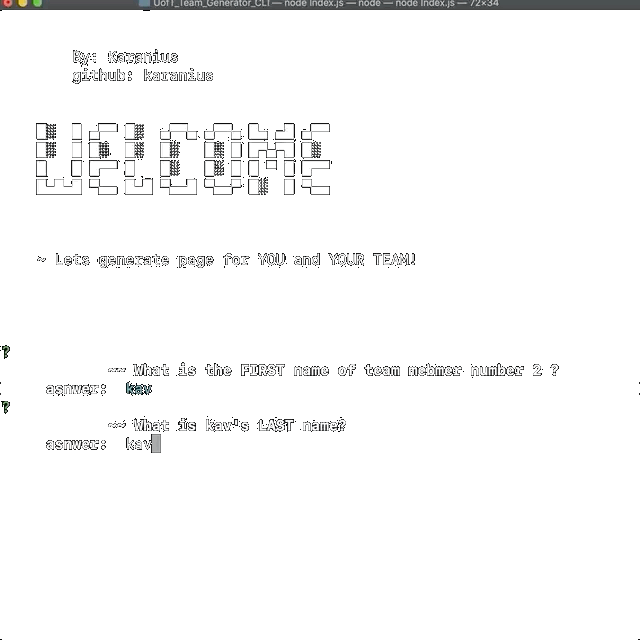 UofT_Team_Generator_CLI — node Index.js — node — node Index.js — 72×34
By: Karanius
github: karanius
WELCOME
~ Lets generate page for YOU and YOUR TEAM!
?
~~ What is the FIRST name of team mebmer number 2 ?
asnwer: kav
?
~~ What is kav's LAST name?
asnwer: kav